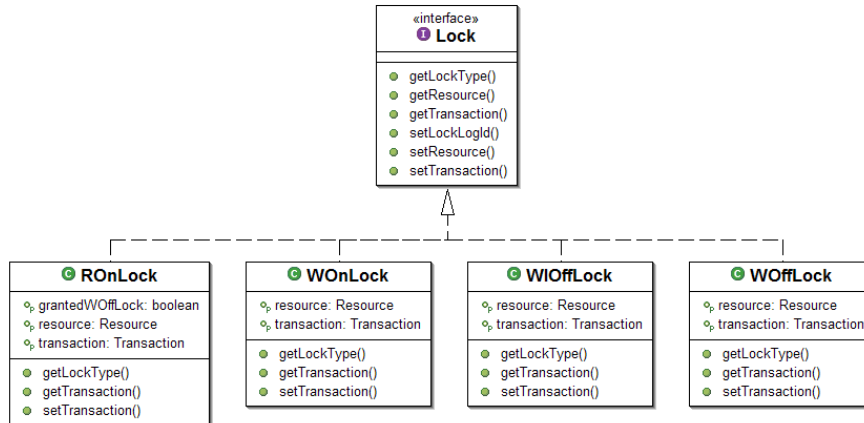 «interface»
I Lock
getLockType()
getResource()
getTransaction()
setLockLogId()
setResource()
setTransaction()
C ROnLock
P grantedWOffLock: boolean
P resource: Resource
P transaction: Transaction
getLockType()
getTransaction()
setTransaction()
C WOnLock
P resource: Resource
P transaction: Transaction
getLockType()
getTransaction()
setTransaction()
C WIOffLock
P resource: Resource
P transaction: Transaction
getLockType()
getTransaction()
setTransaction()
C WOffLock
P resource: Resource
P transaction: Transaction
getLockType()
getTransaction()
setTransaction()